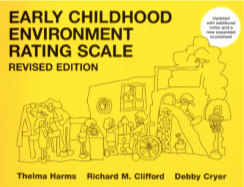 EARLY CHILDHOOD
ENVIRONMENT
RATING SCALE
REVISED EDITION
Updated
with additional
notes and a
new expanded
scoresheet
Thelma Harms Richard M. Clifford Debby Cryer